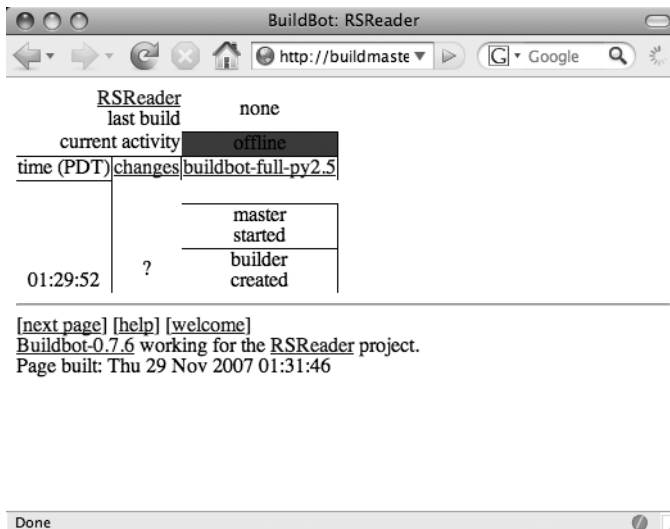 BuildBot: RSReader
http://buildmaste
G Google
RSReader
last build
none
current activity
offline
time (PDT) changes buildbot-full-py2.5
master
started
builder
created
01:29:52 ?
[next page] [help] [welcome]
Buildbot-0.7.6 working for the RSReader project.
Page built: Thu 29 Nov 2007 01:31:46
Done